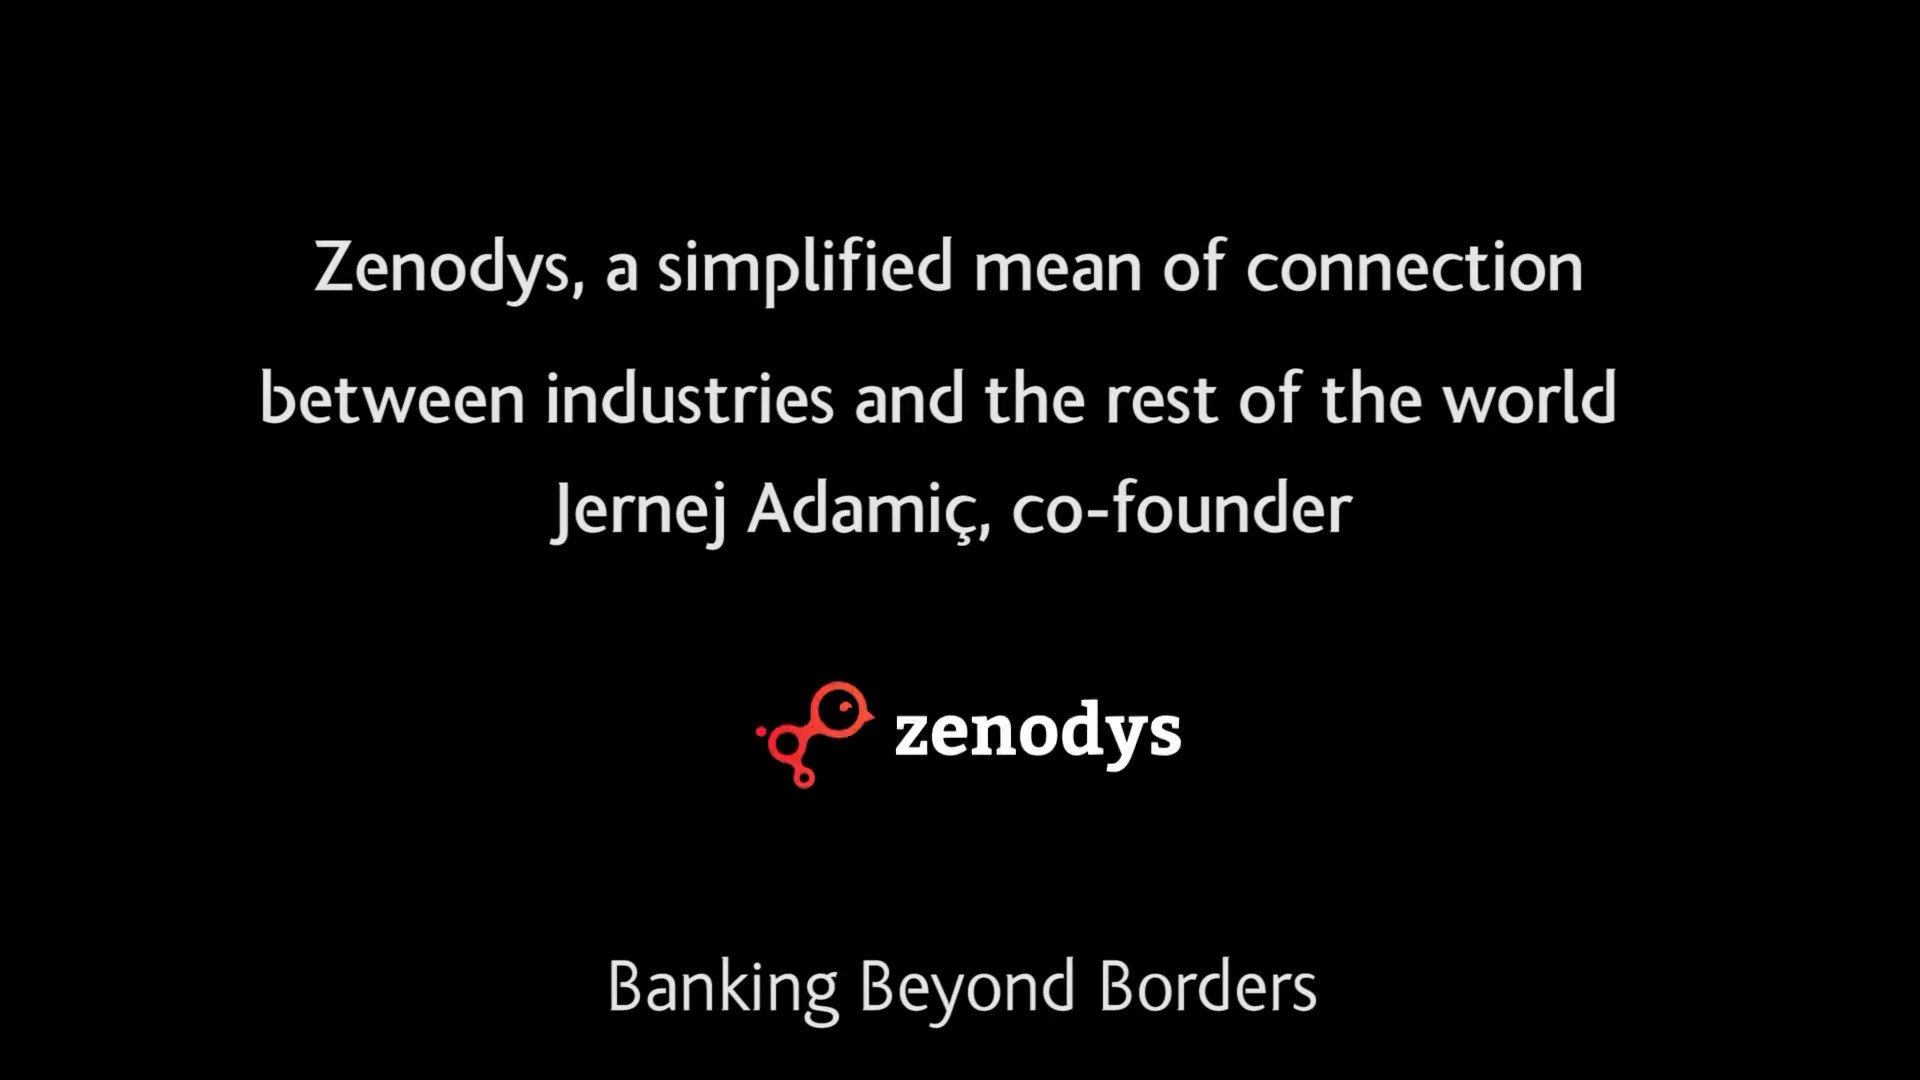 Zenodys, a simplified mean of connection
between industries and the rest of the world
Jernej Adamiç, co-founder
zenodys
Banking Beyond Borders